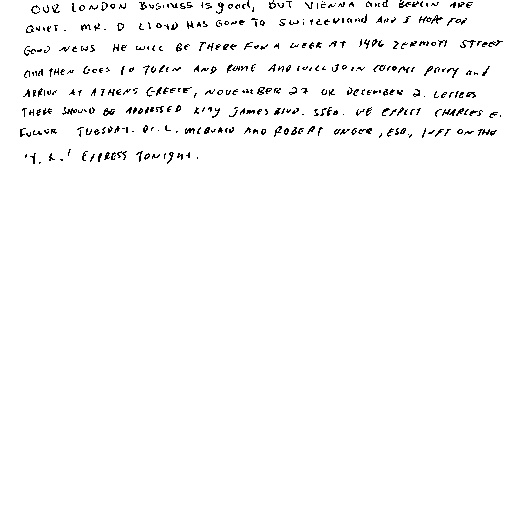 OUR LONDON Business is good, BUT VIENNA and BERLIN ARE
QUIET. MR. D LLOYD HAS GONE TO SWITZERLAND AND I HOPE FOR
GOOD NEWS HE WILL BE THERE FOR A WEEK AT 1496 ZERMOTT STREET
and THEN GOES TO TURIN AND ROME AND WILL JOIN COLONEL PARRY and
ARRIVE AT ATHENS GREECE, NOVEMBER 27 OR DECEMBER 2. LETTERS
THERE SHOULD BE ADDRESSED KING JAMES BLVD. 3580. WE EXPECT CHARLES E.
FULLER TUESDAY. DR. L. MCQUAID AND ROBERT UNGER, ESQ., LEFT ON THE
'Y. X.' EXPRESS TONIGHT.